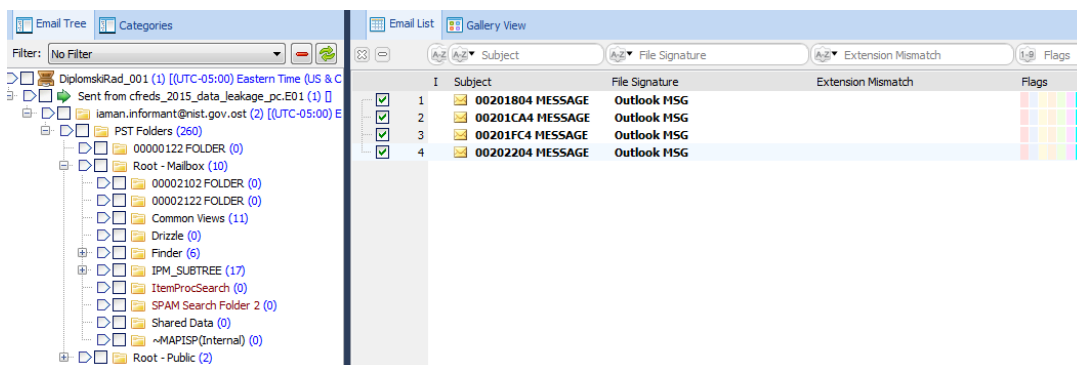 Email Tree Categories
Filter: No Filter
DiplomskiRad_001 (1) [(UTC-05:00) Eastern Time (US & C
Sent from cfreds_2015_data_leakage_pc.E01 (1) []
iaman.informant@nist.gov.ost (2) [(UTC-05:00) E
PST Folders (260)
00000122 FOLDER (0)
Root - Mailbox (10)
00002102 FOLDER (0)
00002122 FOLDER (0)
Common Views (11)
Drizzle (0)
Finder (6)
IPM_SUBTREE (17)
ItemProcSearch (0)
SPAM Search Folder 2 (0)
Shared Data (0)
~MAPISP(Internal) (0)
Root - Public (2)
Email List Gallery View
A-Z A-Z Subject A-Z File Signature A-Z Extension Mismatch 1-9 Flags
I Subject File Signature Extension Mismatch Flags
1 00201804 MESSAGE Outlook MSG
2 00201CA4 MESSAGE Outlook MSG
3 00201FC4 MESSAGE Outlook MSG
4 00202204 MESSAGE Outlook MSG